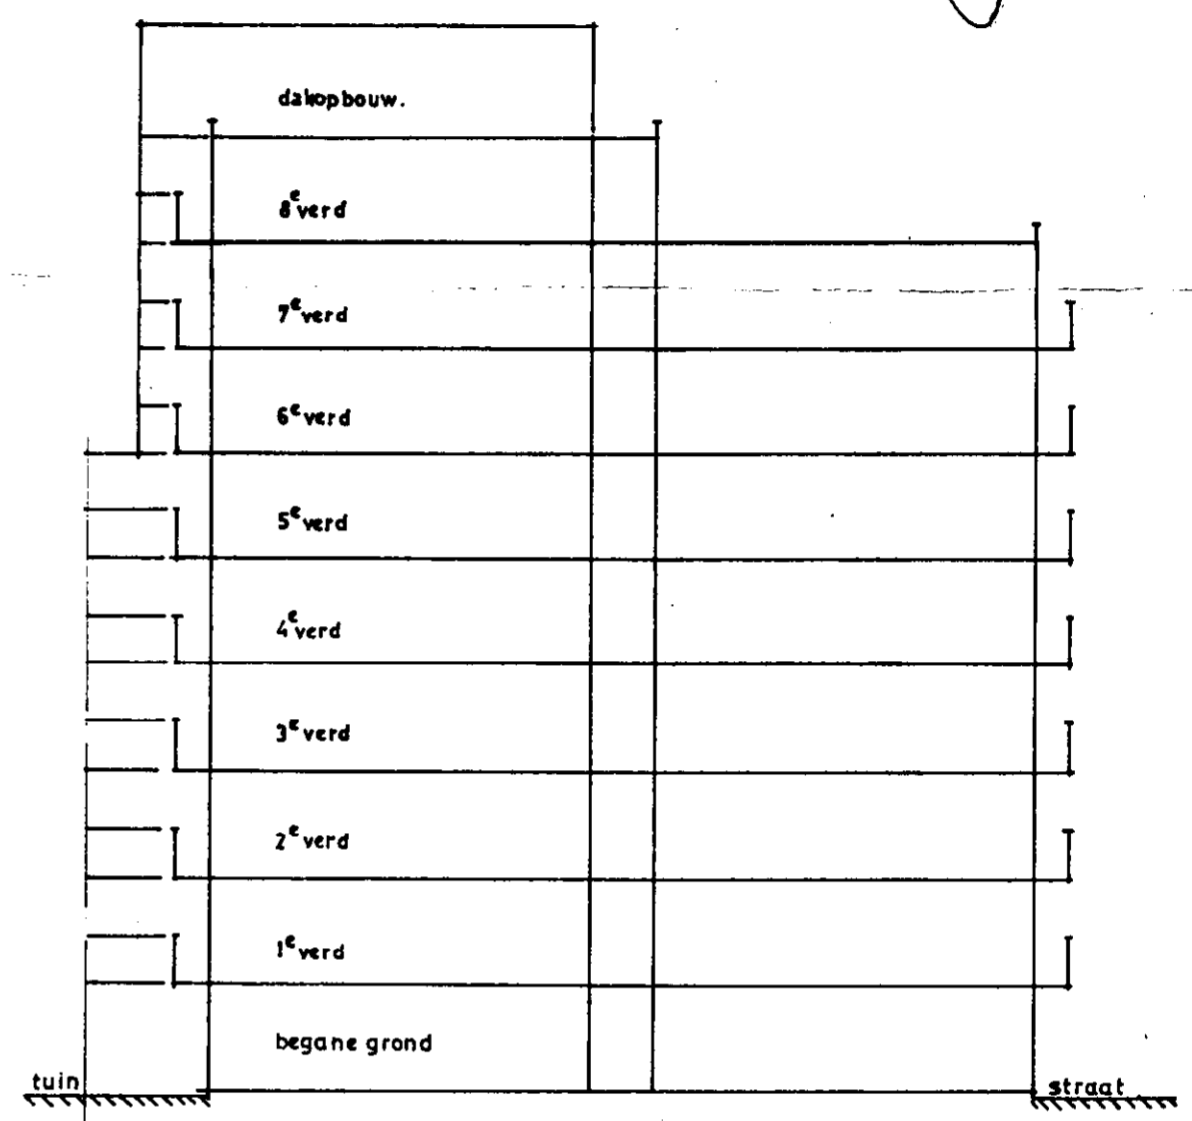 dakopbouw.
8e verd
7e verd
6e verd
5e verd
4e verd
3e verd
2e verd
1e verd
begane grond
tuin
straat